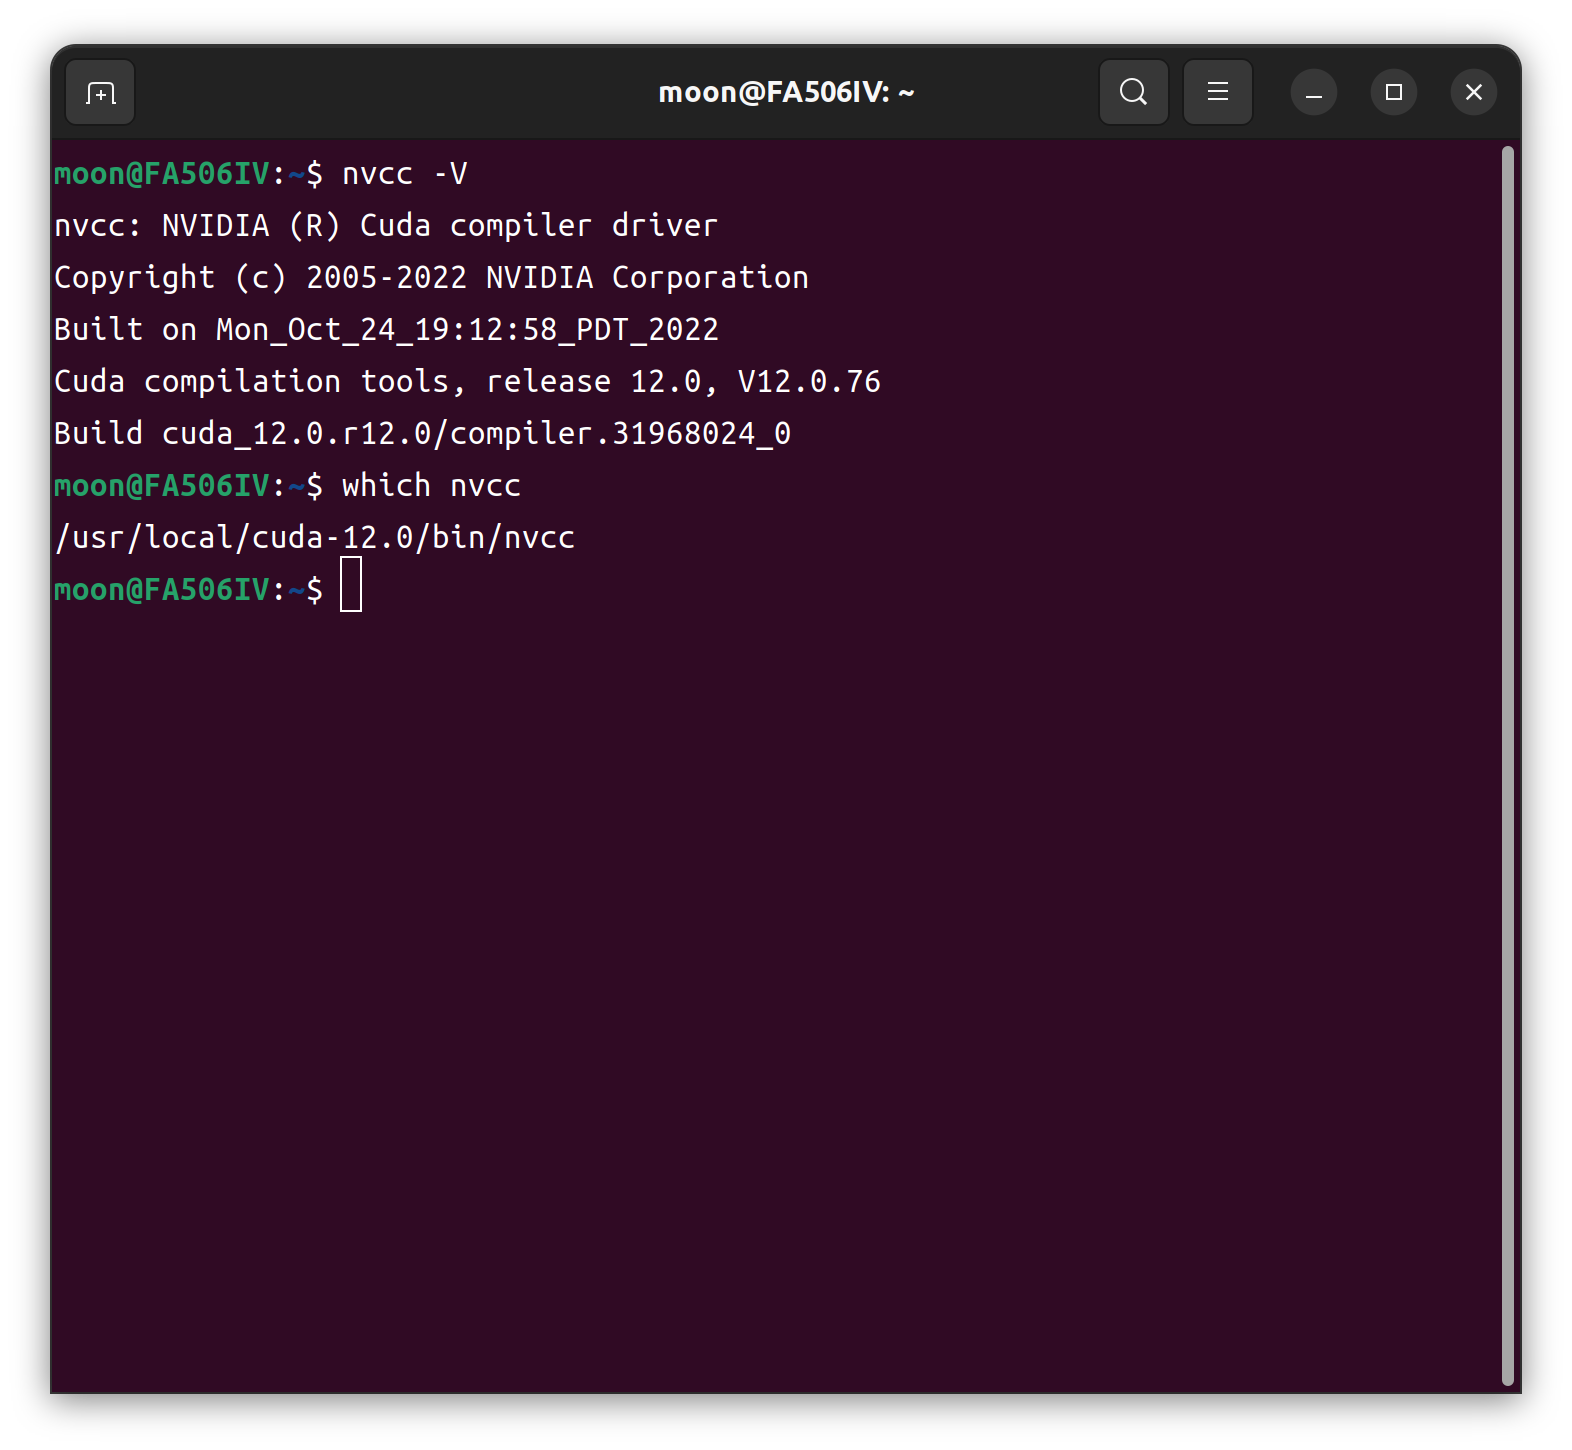 moon@FA506IV: ~
moon@FA506IV:~$ nvcc -V
nvcc: NVIDIA (R) Cuda compiler driver
Copyright (c) 2005-2022 NVIDIA Corporation
Built on Mon_Oct_24_19:12:58_PDT_2022
Cuda compilation tools, release 12.0, V12.0.76
Build cuda_12.0.r12.0/compiler.31968024_0
moon@FA506IV:~$ which nvcc
/usr/local/cuda-12.0/bin/nvcc
moon@FA506IV:~$